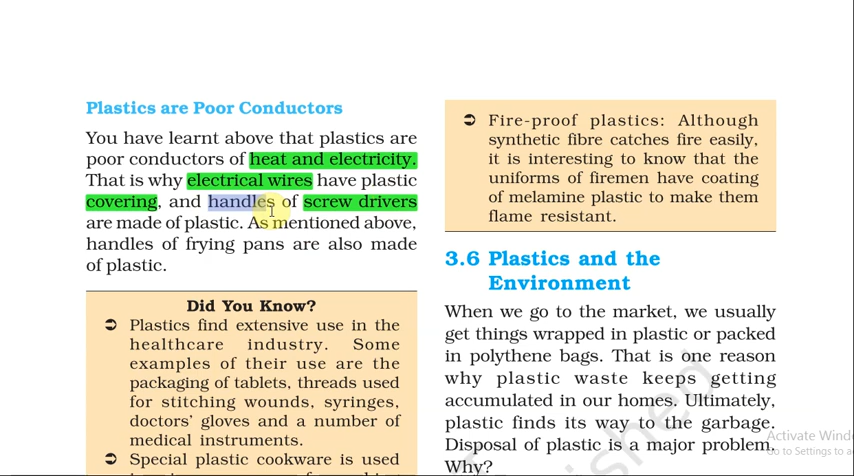 Plastics are Poor Conductors
You have learnt above that plastics are
poor conductors of heat and electricity.
That is why electrical wires have plastic
covering, and handles of screw drivers
are made of plastic. As mentioned above,
handles of frying pans are also made
of plastic.
Did You Know?
➲ Plastics find extensive use in the
healthcare industry. Some
examples of their use are the
packaging of tablets, threads used
for stitching wounds, syringes,
doctors' gloves and a number of
medical instruments.
➲ Special plastic cookware is used
➲ Fire-proof plastics: Although
synthetic fibre catches fire easily,
it is interesting to know that the
uniforms of firemen have coating
of melamine plastic to make them
flame resistant.
3.6 Plastics and the
Environment
When we go to the market, we usually
get things wrapped in plastic or packed
in polythene bags. That is one reason
why plastic waste keeps getting
accumulated in our homes. Ultimately,
plastic finds its way to the garbage.
Disposal of plastic is a major problem.
Why?
Activate Wind
Go to Settings to a